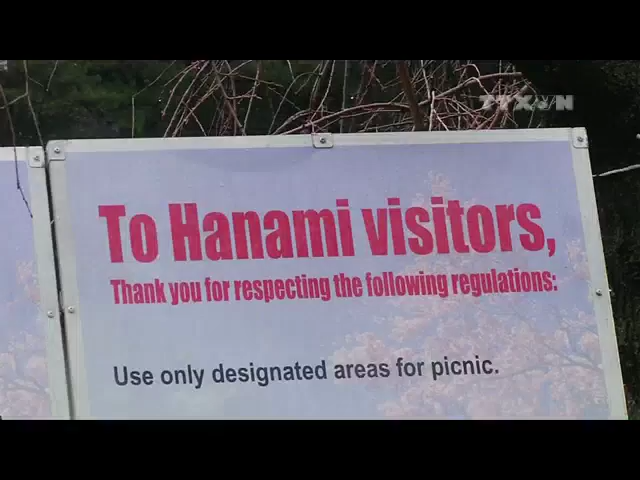 TTXVN
To Hanami visitors,
Thank you for respecting the following regulations:
Use only designated areas for picnic.